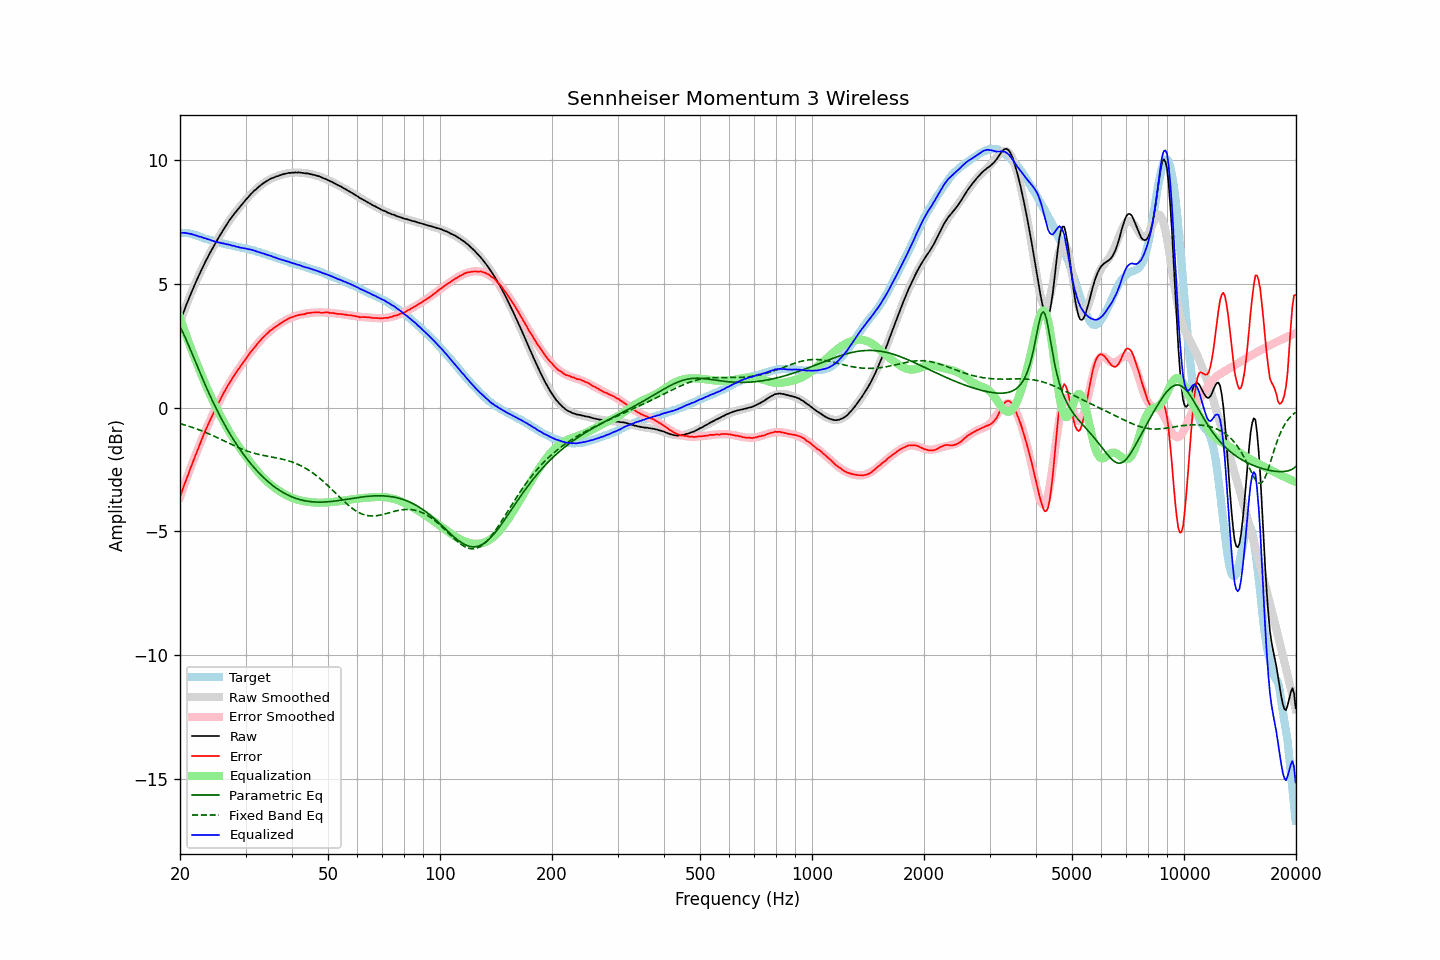 Sennheiser Momentum 3 Wireless
Amplitude (dBr)
10
5
0
−5
−10
−15
Target
Raw Smoothed
Error Smoothed
Raw
Error
Equalization
Parametric Eq
Fixed Band Eq
Equalized
20 50 100 200 500 1000 2000 5000 10000 20000
Frequency (Hz)